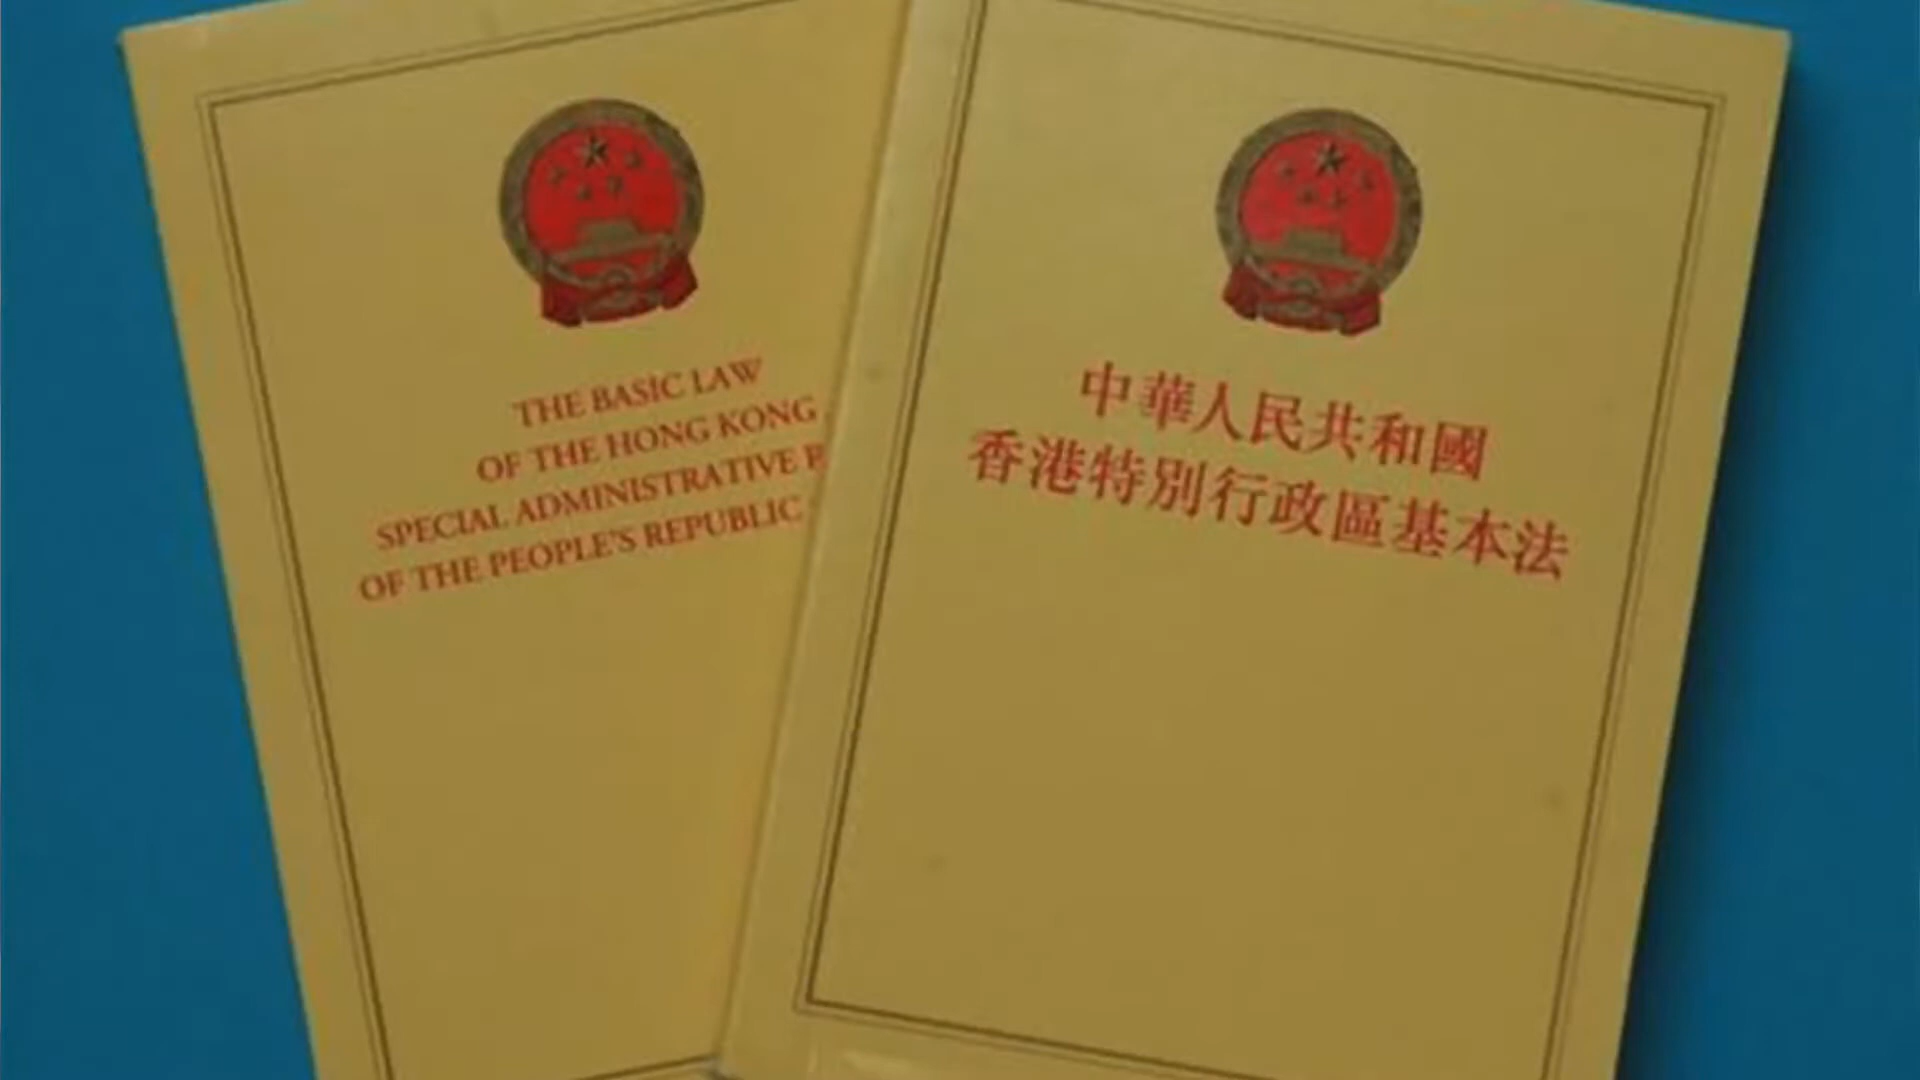 THE BASIC LAW
OF THE HONG KONG
SPECIAL ADMINISTRATIVE
OF THE PEOPLE'S REPUBLIC
中華人民共和國
香港特別行政區基本法